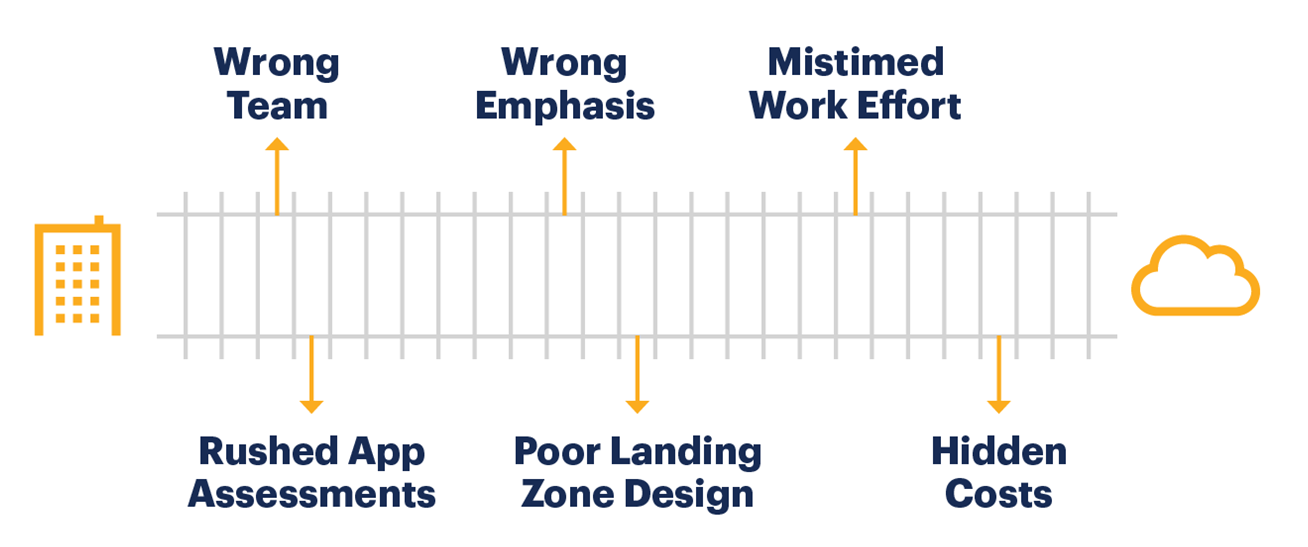 Wrong
Team
Wrong
Emphasis
Mistimed
Work Effort
Rushed App
Assessments
Poor Landing
Zone Design
Hidden
Costs